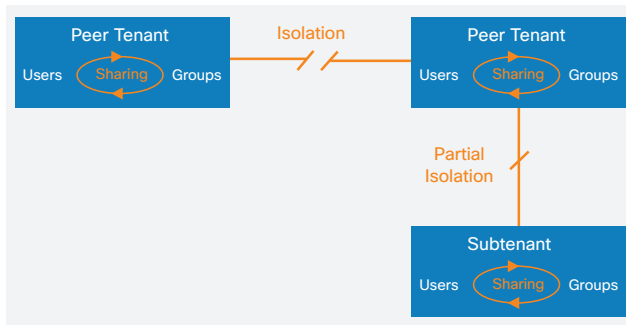 Peer Tenant
Users Sharing Groups
Isolation
Peer Tenant
Users Sharing Groups
Partial
Isolation
Subtenant
Users Sharing Groups